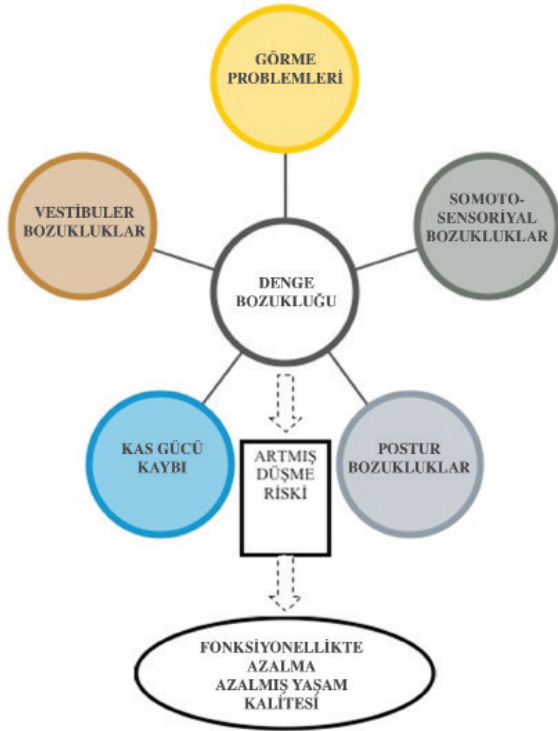 GÖRME
PROBLEMLERİ
VESTİBULER
BOZUKLUKLAR
SOMOTO-
SENSORİYAL
BOZUKLUKLAR
DENGE
BOZUKLUĞU
KAS GÜCÜ
KAYBI
ARTMIŞ
DÜŞME
RİSKİ
POSTUR
BOZUKLUKLAR
FONKSİYONELLİKTE
AZALMA
AZALMIŞ YAŞAM
KALİTESİ